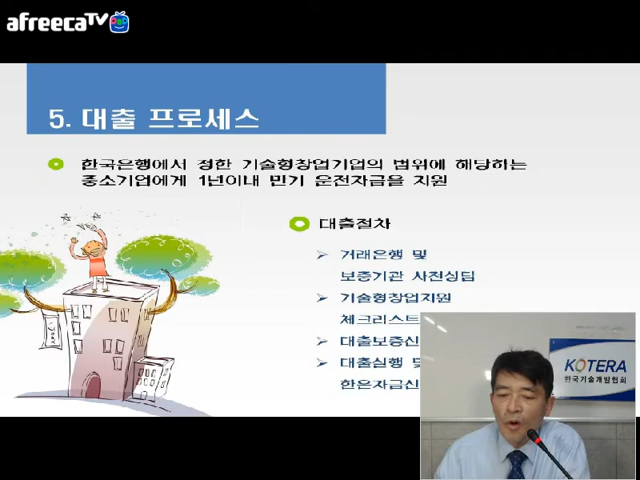 afreecaTV
5. 대출 프로세스
한국은행에서 정한 기술형창업기업의 범위에 해당하는
중소기업에게 1년이내 만기 운전자금을 지원
대출절차
거래은행 및
보증기관 사전상담
기술형창업지원
체크리스트
대출보증신
대출실행 및
한은자금신
KOTERA
한국기술개발협회